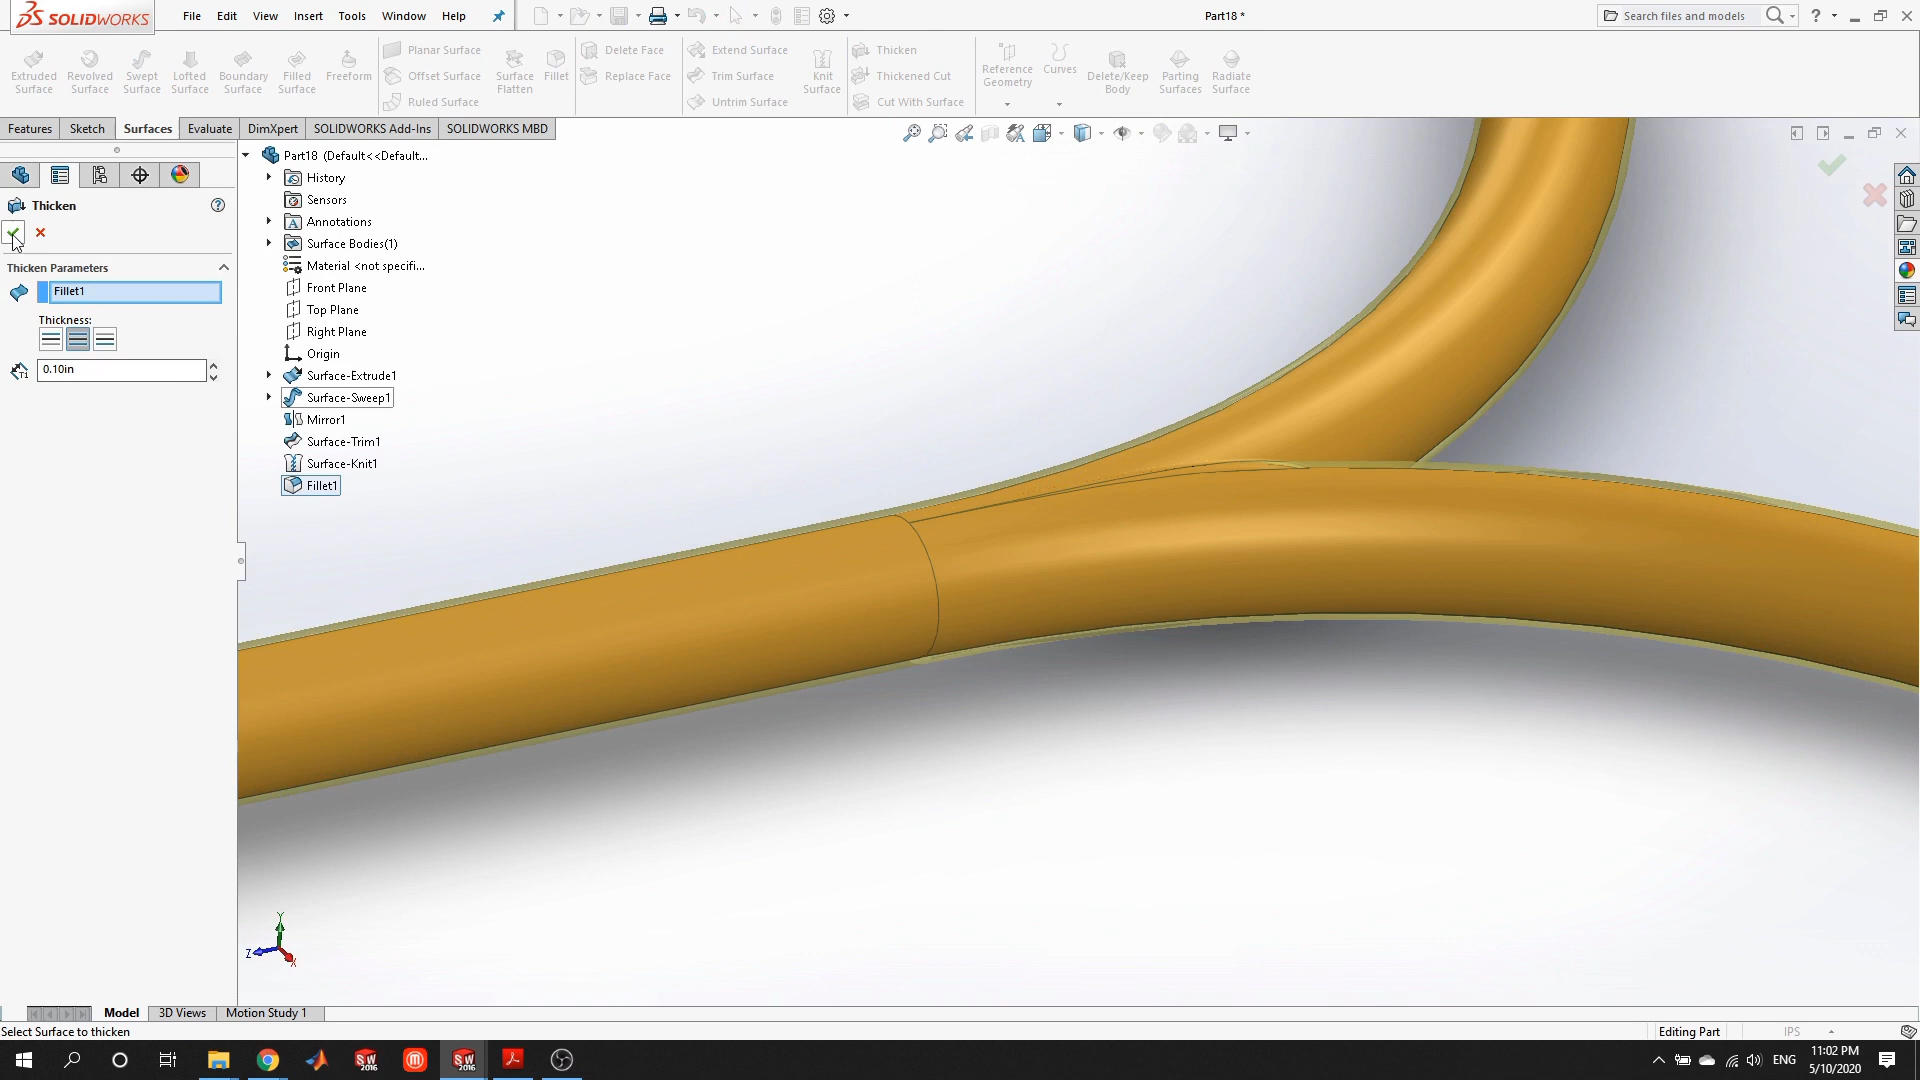 SOLIDWORKS
File Edit View Insert Tools Window Help
Part18 *
Search files and models
Extruded Surface
Revolved Surface
Swept Surface
Lofted Surface
Boundary Surface
Filled Surface
Freeform
Planar Surface
Offset Surface
Ruled Surface
Surface Flatten
Fillet
Delete Face
Replace Face
Extend Surface
Trim Surface
Untrim Surface
Knit Surface
Thicken
Thickened Cut
Cut With Surface
Reference Geometry
Curves
Delete/Keep Body
Parting Surfaces
Radiate Surface
Features Sketch Surfaces Evaluate DimXpert SOLIDWORKS Add-Ins SOLIDWORKS MBD
Thicken
Thicken Parameters
Fillet1
Thickness:
0.10in
Part18 (Default<<Default...
History
Sensors
Annotations
Surface Bodies(1)
Material <not specifi...
Front Plane
Top Plane
Right Plane
Origin
Surface-Extrude1
Surface-Sweep1
Mirror1
Surface-Trim1
Surface-Knit1
Fillet1
Y
Z
X
Model 3D Views Motion Study 1
Select Surface to thicken
Editing Part
IPS
SW 2016
SW 2016
ENG
11:02 PM
5/10/2020